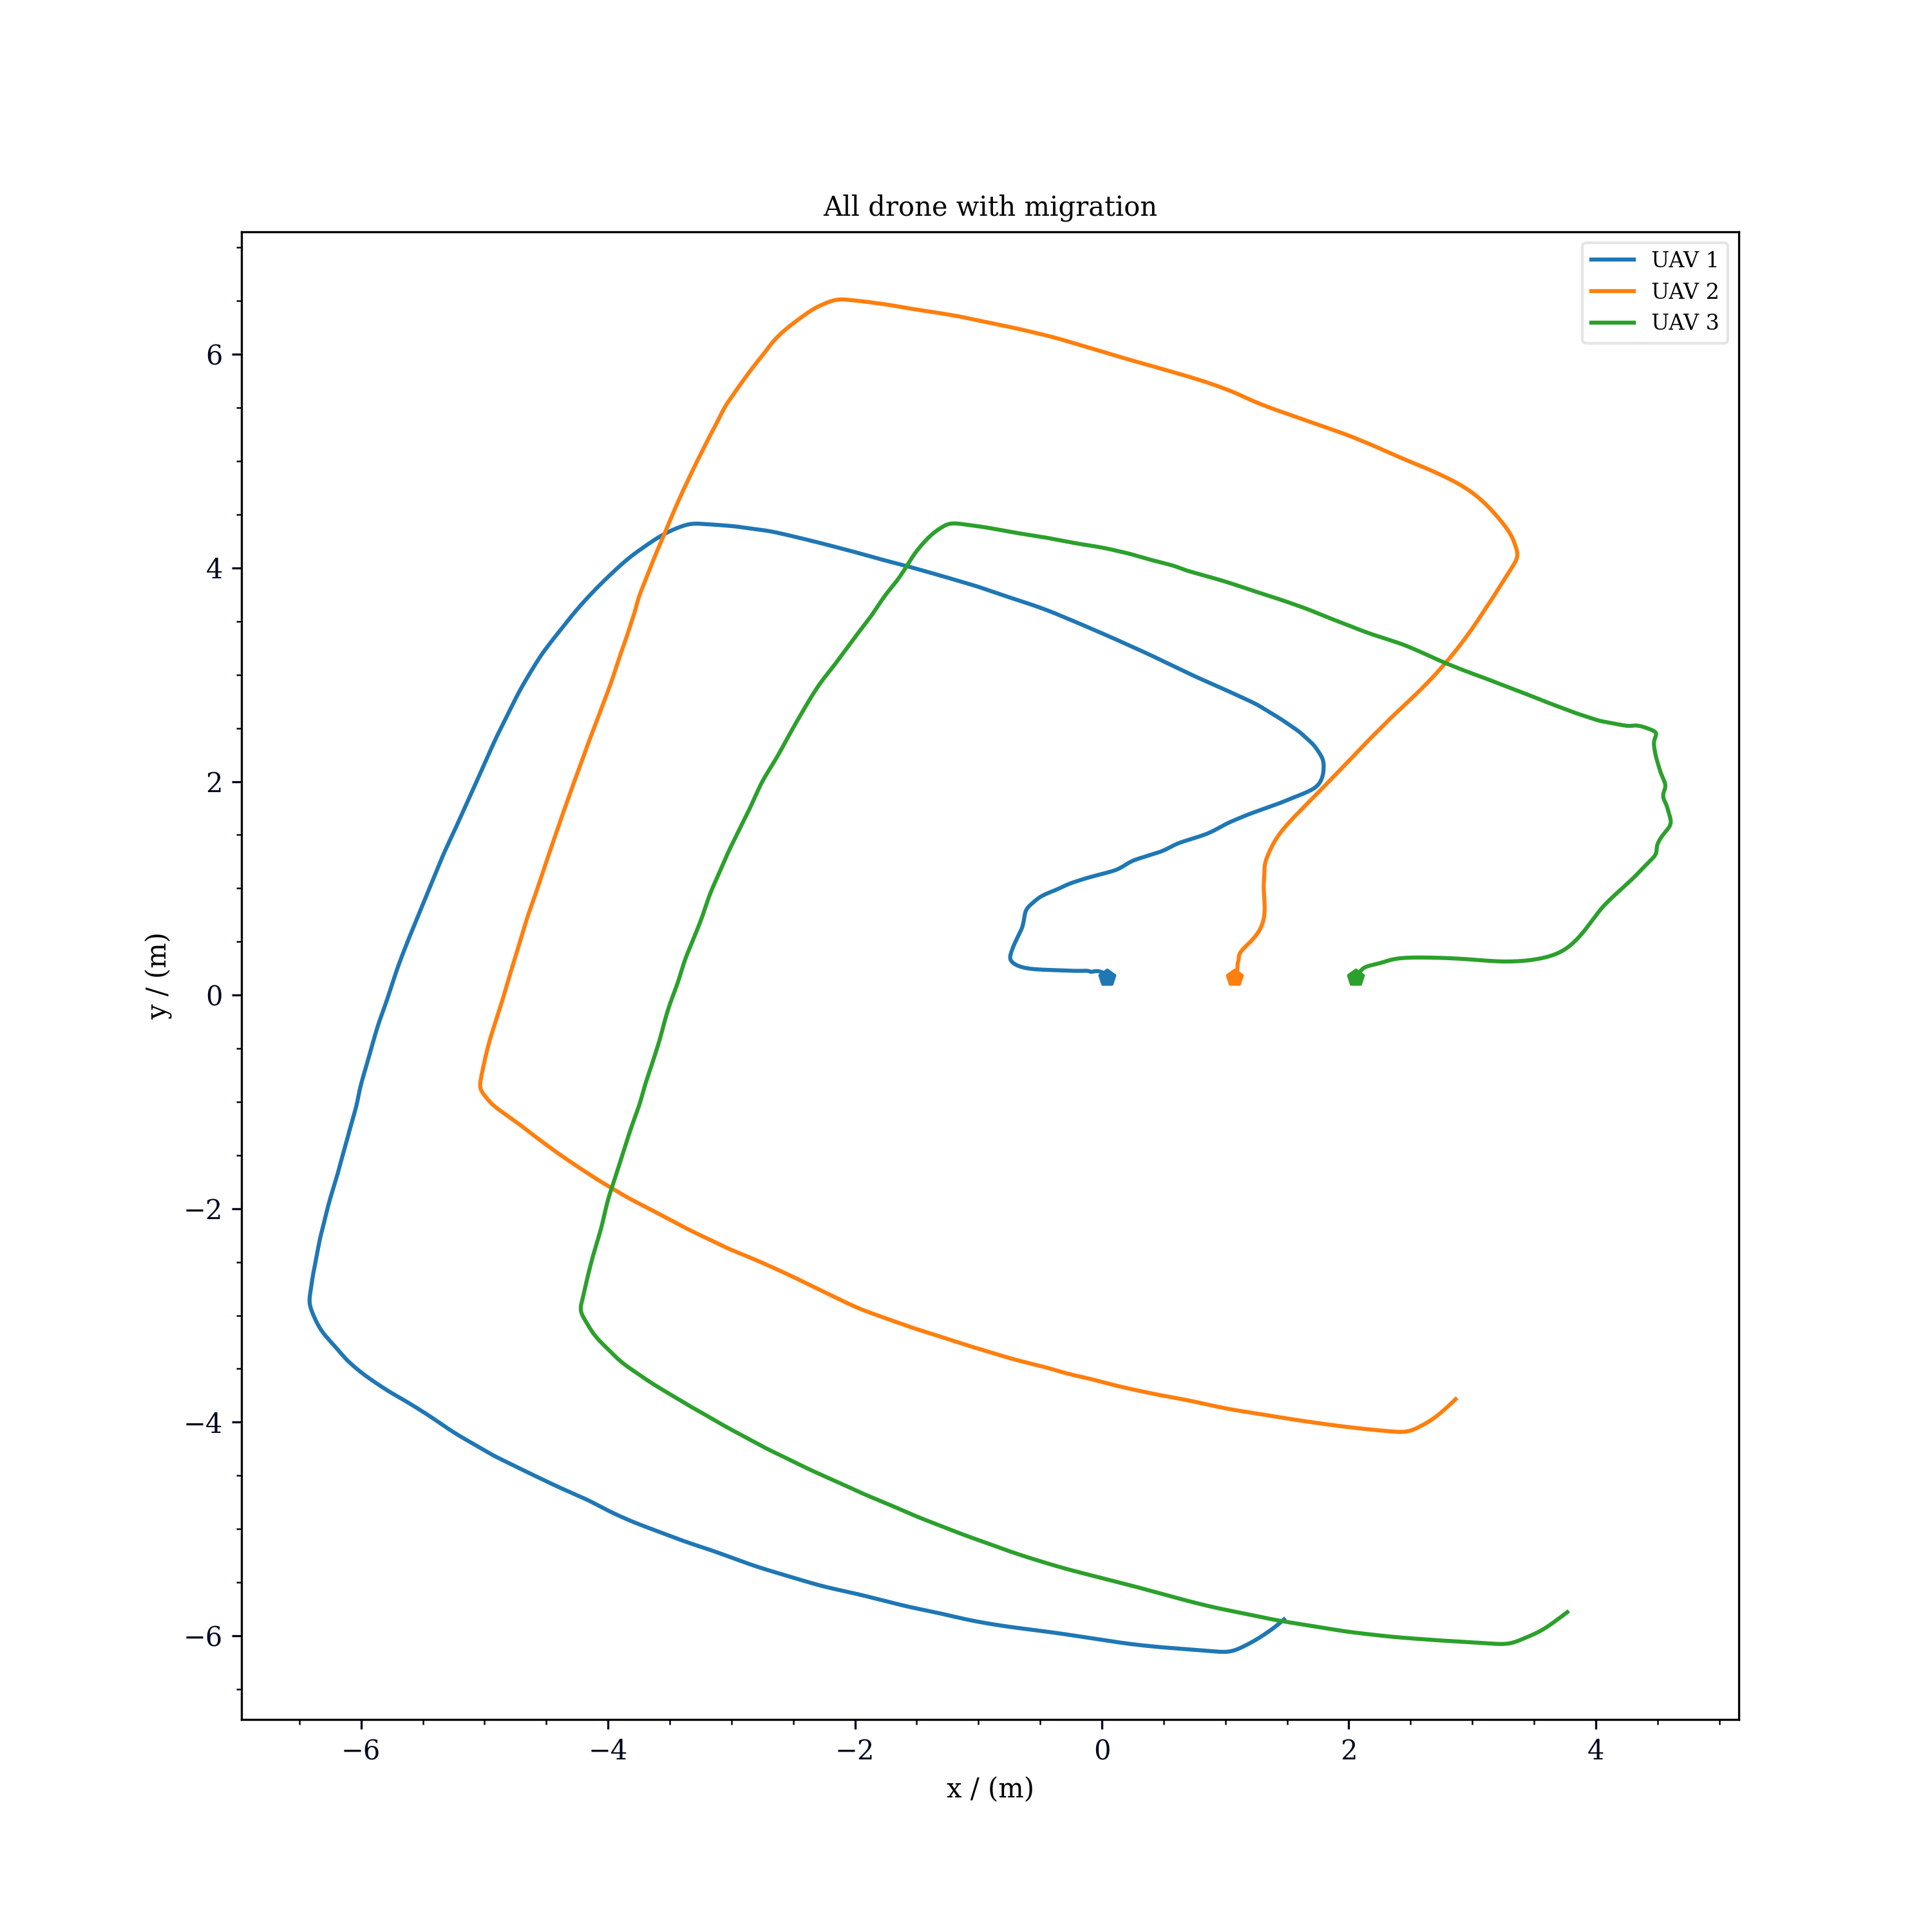 All drone with migration
UAV 1
UAV 2
UAV 3
6
4
2
0
−2
−4
−6
y / (m)
−6 −4 −2 0 2 4
x / (m)